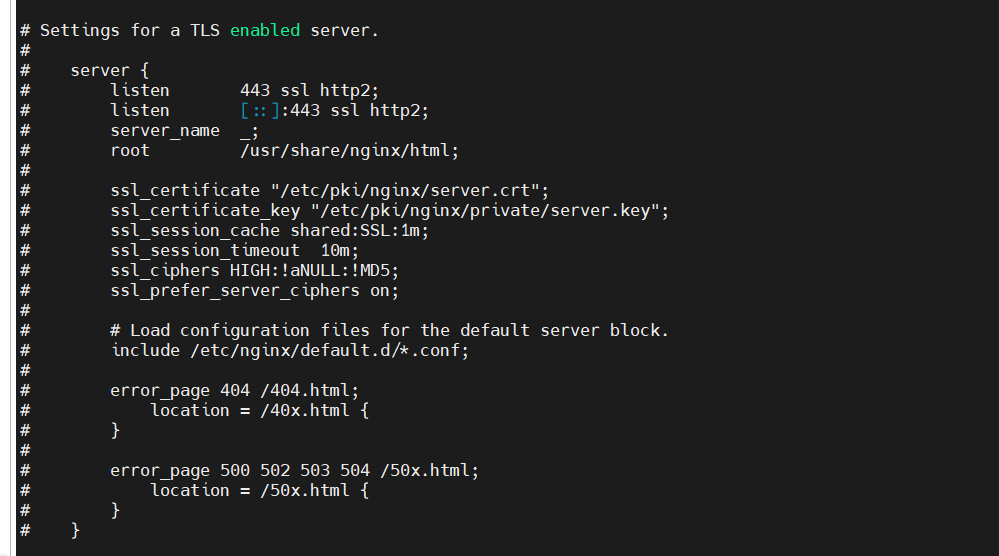 # Settings for a TLS enabled server.
#
#    server {
#        listen       443 ssl http2;
#        listen       [::]:443 ssl http2;
#        server_name  _;
#        root         /usr/share/nginx/html;
#
#        ssl_certificate "/etc/pki/nginx/server.crt";
#        ssl_certificate_key "/etc/pki/nginx/private/server.key";
#        ssl_session_cache shared:SSL:1m;
#        ssl_session_timeout  10m;
#        ssl_ciphers HIGH:!aNULL:!MD5;
#        ssl_prefer_server_ciphers on;
#
#        # Load configuration files for the default server block.
#        include /etc/nginx/default.d/*.conf;
#
#        error_page 404 /404.html;
#            location = /40x.html {
#        }
#
#        error_page 500 502 503 504 /50x.html;
#            location = /50x.html {
#        }
#    }